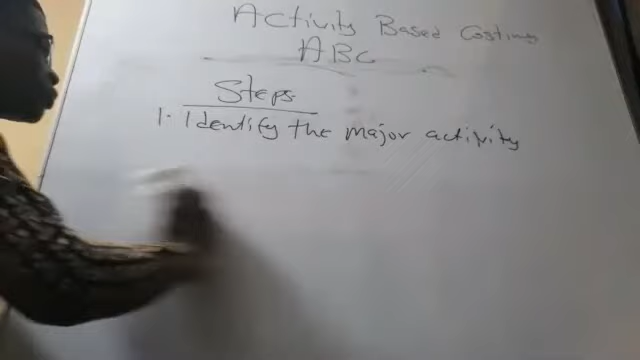 Activity Based Costing
ABC
Steps
1. Identify the major activity